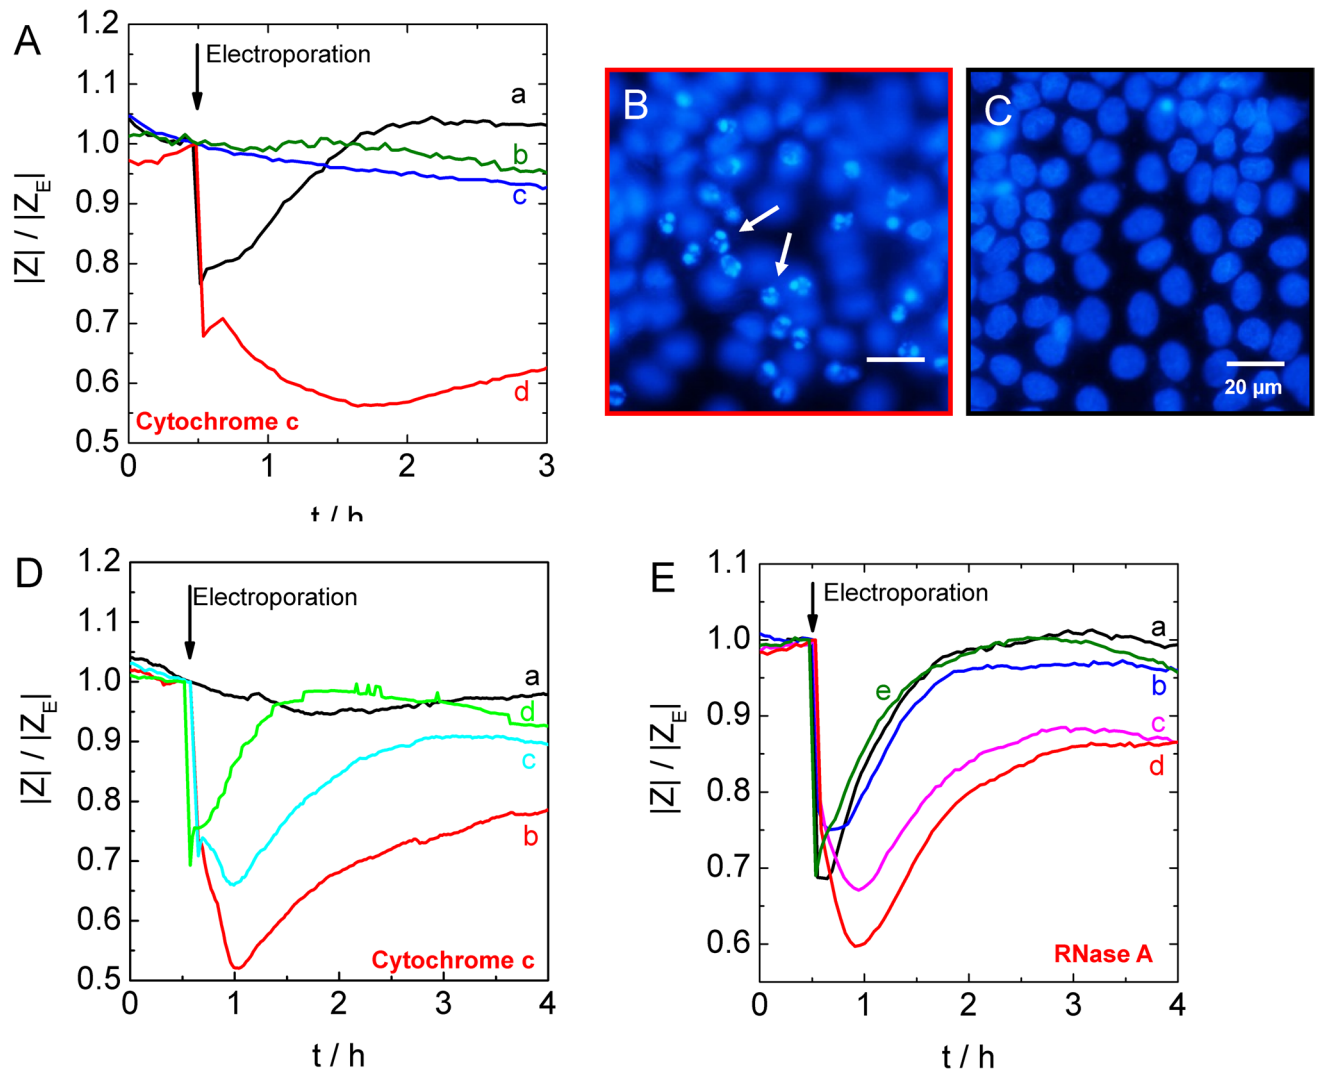 A
1.2
1.1
1.0
0.9
0.8
0.7
0.6
0.5
|Z| / |Z_E|
Electroporation
a
b
c
d
Cytochrome c
0 1 2 3
t / h
B
C
20 µm
D
1.2
1.1
1.0
0.9
0.8
0.7
0.6
0.5
|Z| / |Z_E|
Electroporation
a
d
c
b
Cytochrome c
0 1 2 3 4
t / h
E
1.1
1.0
0.9
0.8
0.7
0.6
|Z| / |Z_E|
Electroporation
a
b
e
c
d
RNase A
0 1 2 3 4
t / h